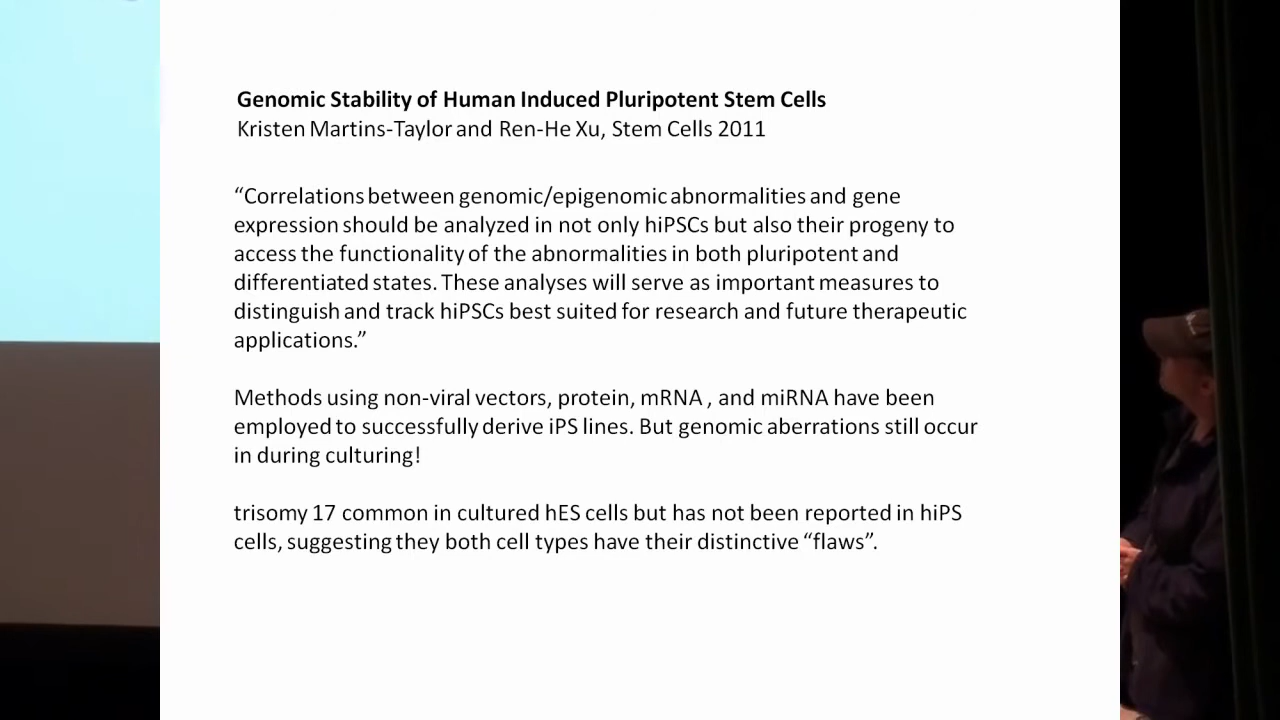 Genomic Stability of Human Induced Pluripotent Stem Cells
Kristen Martins-Taylor and Ren-He Xu, Stem Cells 2011
“Correlations between genomic/epigenomic abnormalities and gene
expression should be analyzed in not only hiPSCs but also their progeny to
access the functionality of the abnormalities in both pluripotent and
differentiated states. These analyses will serve as important measures to
distinguish and track hiPSCs best suited for research and future therapeutic
applications.”
Methods using non-viral vectors, protein, mRNA , and miRNA have been
employed to successfully derive iPS lines. But genomic aberrations still occur
in during culturing!
trisomy 17 common in cultured hES cells but has not been reported in hiPS
cells, suggesting they both cell types have their distinctive “flaws”.